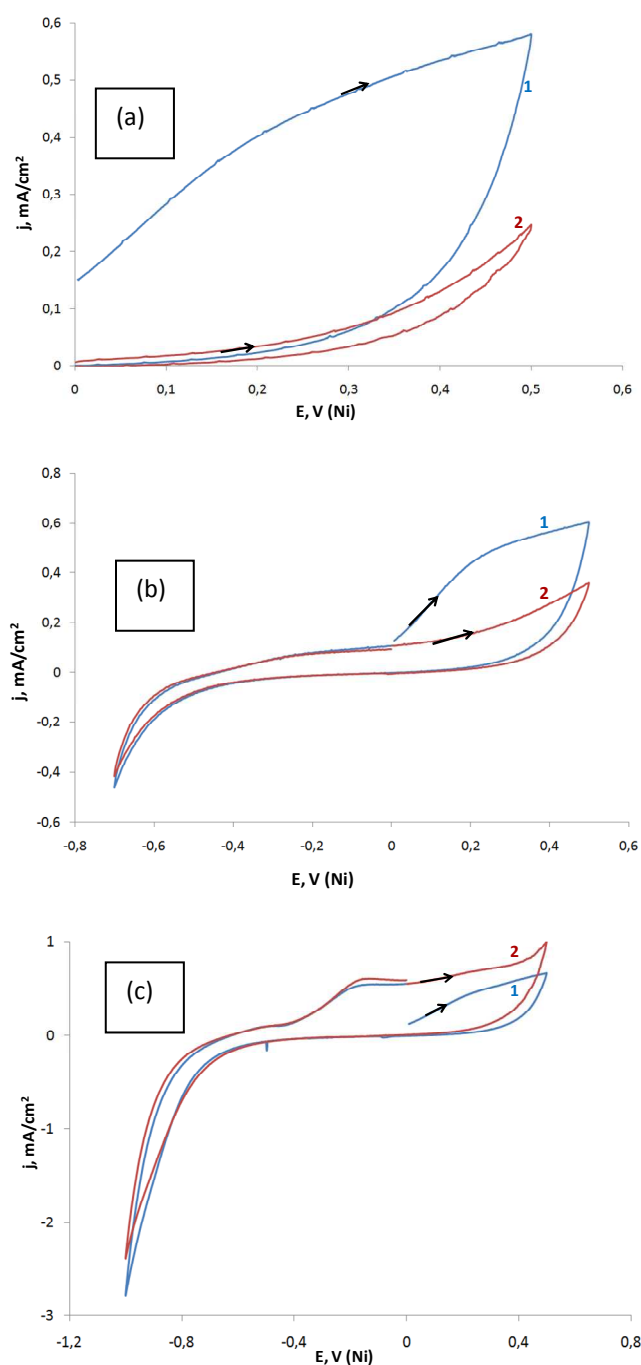 0,6
0,5
0,4
0,3
0,2
0,1
0
j, mA/cm²
(a)
1
2
0 0,1 0,2 0,3 0,4 0,5 0,6
E, V (Ni)
0,8
0,6
0,4
0,2
0
-0,2
-0,4
-0,6
j, mA/cm²
(b)
1
2
-0,8 -0,6 -0,4 -0,2 0 0,2 0,4 0,6
E, V (Ni)
1
0
-1
-2
-3
j, mA/cm²
(c)
2
1
-1,2 -0,8 -0,4 0 0,4 0,8
E, V (Ni)